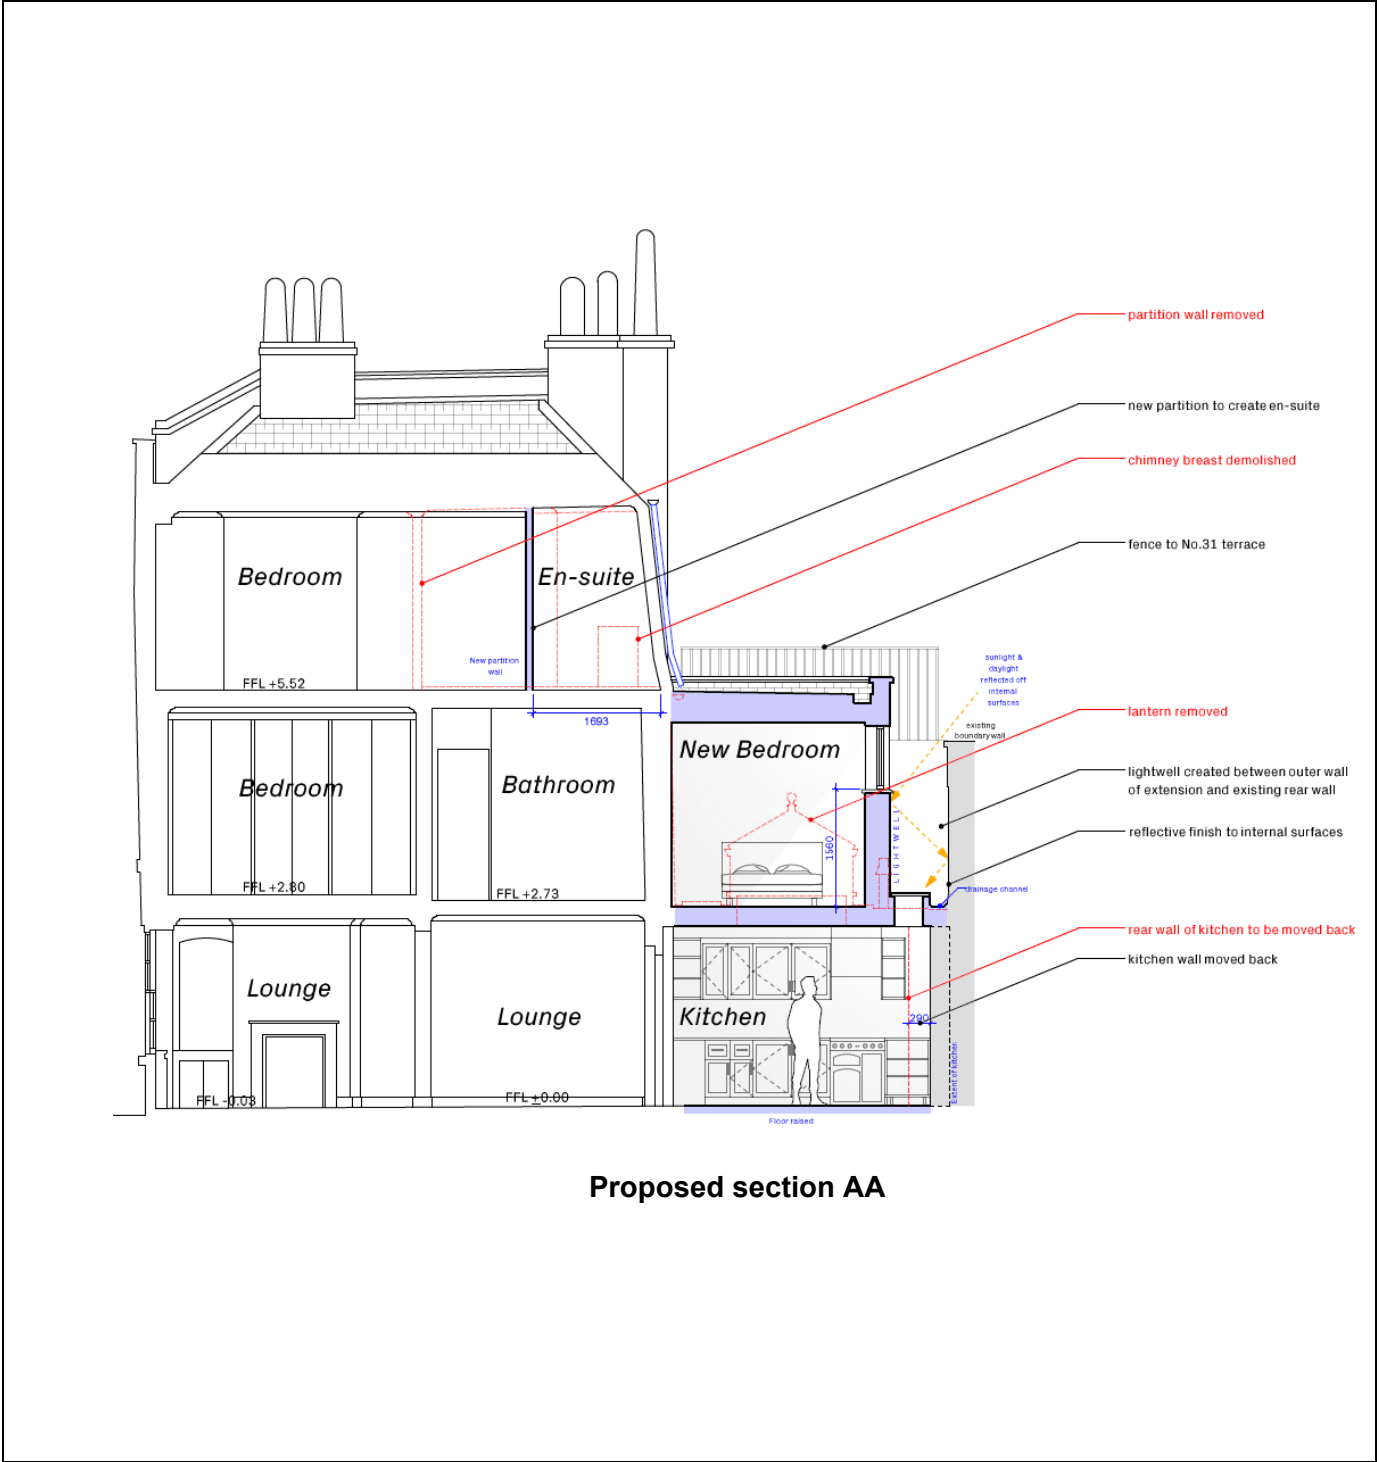 partition wall removed
new partition to create en-suite
chimney breast demolished
fence to No.31 terrace
Bedroom
En-suite
New partition
wall
FFL +5.52
1693
sunlight &
daylight
reflected off
internal
surfaces
existing
boundary wall
lantern removed
New Bedroom
Bedroom
Bathroom
lightwell created between outer wall
of extension and existing rear wall
reflective finish to internal surfaces
1560
LIGHTWELL
FFL +2.80
FFL +2.73
drainage channel
rear wall of kitchen to be moved back
kitchen wall moved back
Lounge
Lounge
Kitchen
290
Extent of kitchen
FFL -0.03
FFL ±0.00
Floor raised
Proposed section AA